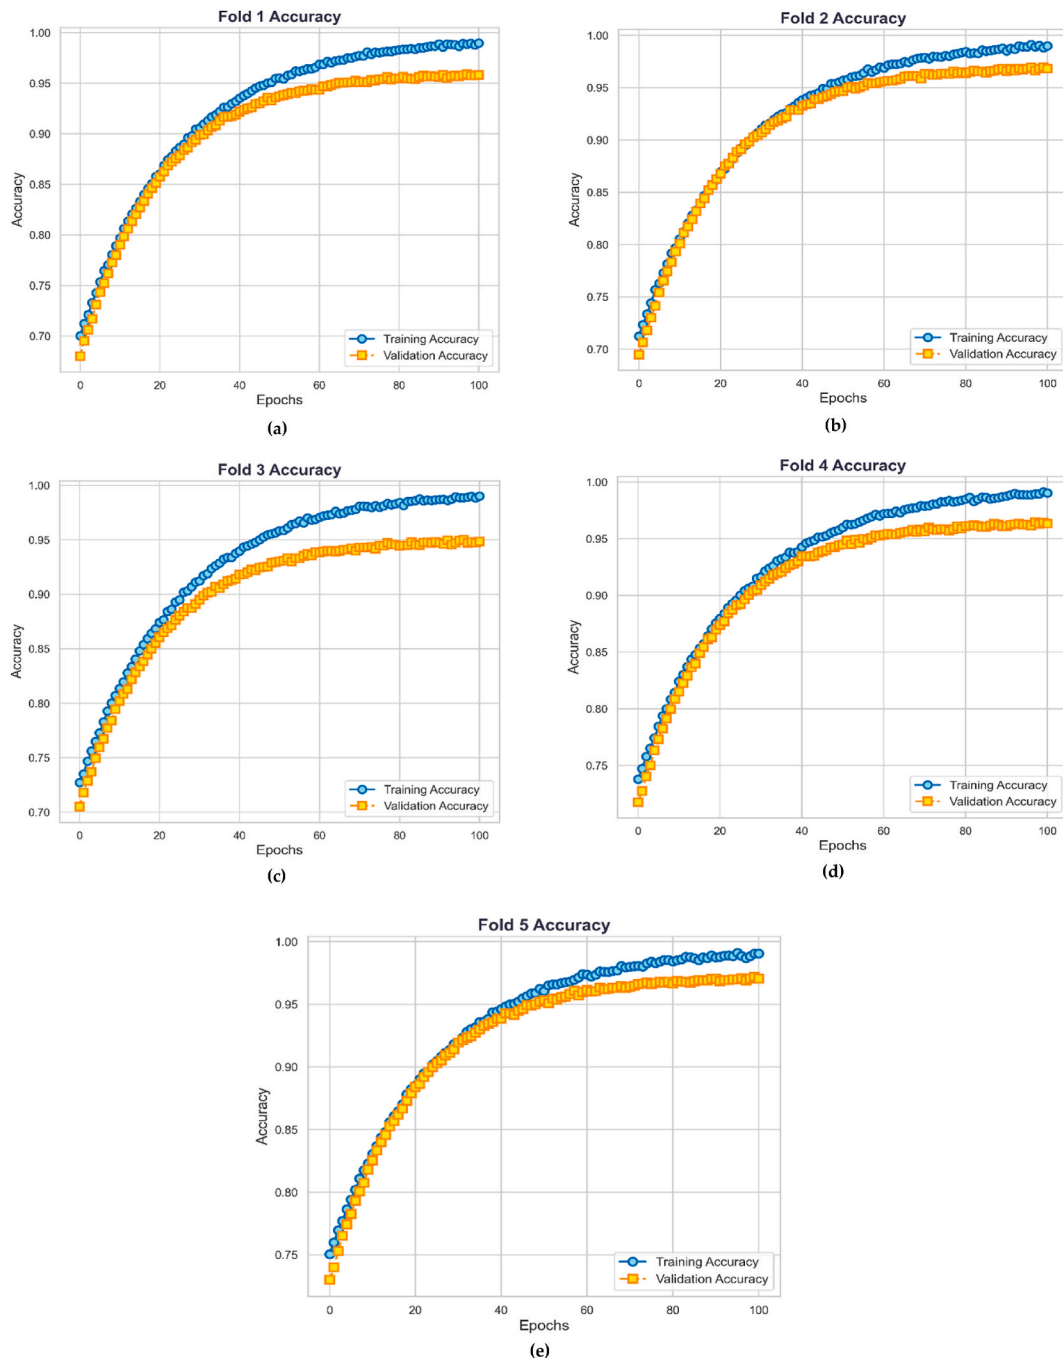 Fold 1 Accuracy
1.00
0.95
0.90
0.85
0.80
0.75
0.70
Accuracy
Training Accuracy
Validation Accuracy
0 20 40 60 80 100
Epochs
(a)
Fold 2 Accuracy
1.00
0.95
0.90
0.85
0.80
0.75
0.70
Accuracy
Training Accuracy
Validation Accuracy
0 20 40 60 80 100
Epochs
(b)
Fold 3 Accuracy
1.00
0.95
0.90
0.85
0.80
0.75
0.70
Accuracy
Training Accuracy
Validation Accuracy
0 20 40 60 80 100
Epochs
(c)
Fold 4 Accuracy
1.00
0.95
0.90
0.85
0.80
0.75
Accuracy
Training Accuracy
Validation Accuracy
0 20 40 60 80 100
Epochs
(d)
Fold 5 Accuracy
1.00
0.95
0.90
0.85
0.80
0.75
Accuracy
Training Accuracy
Validation Accuracy
0 20 40 60 80 100
Epochs
(e)